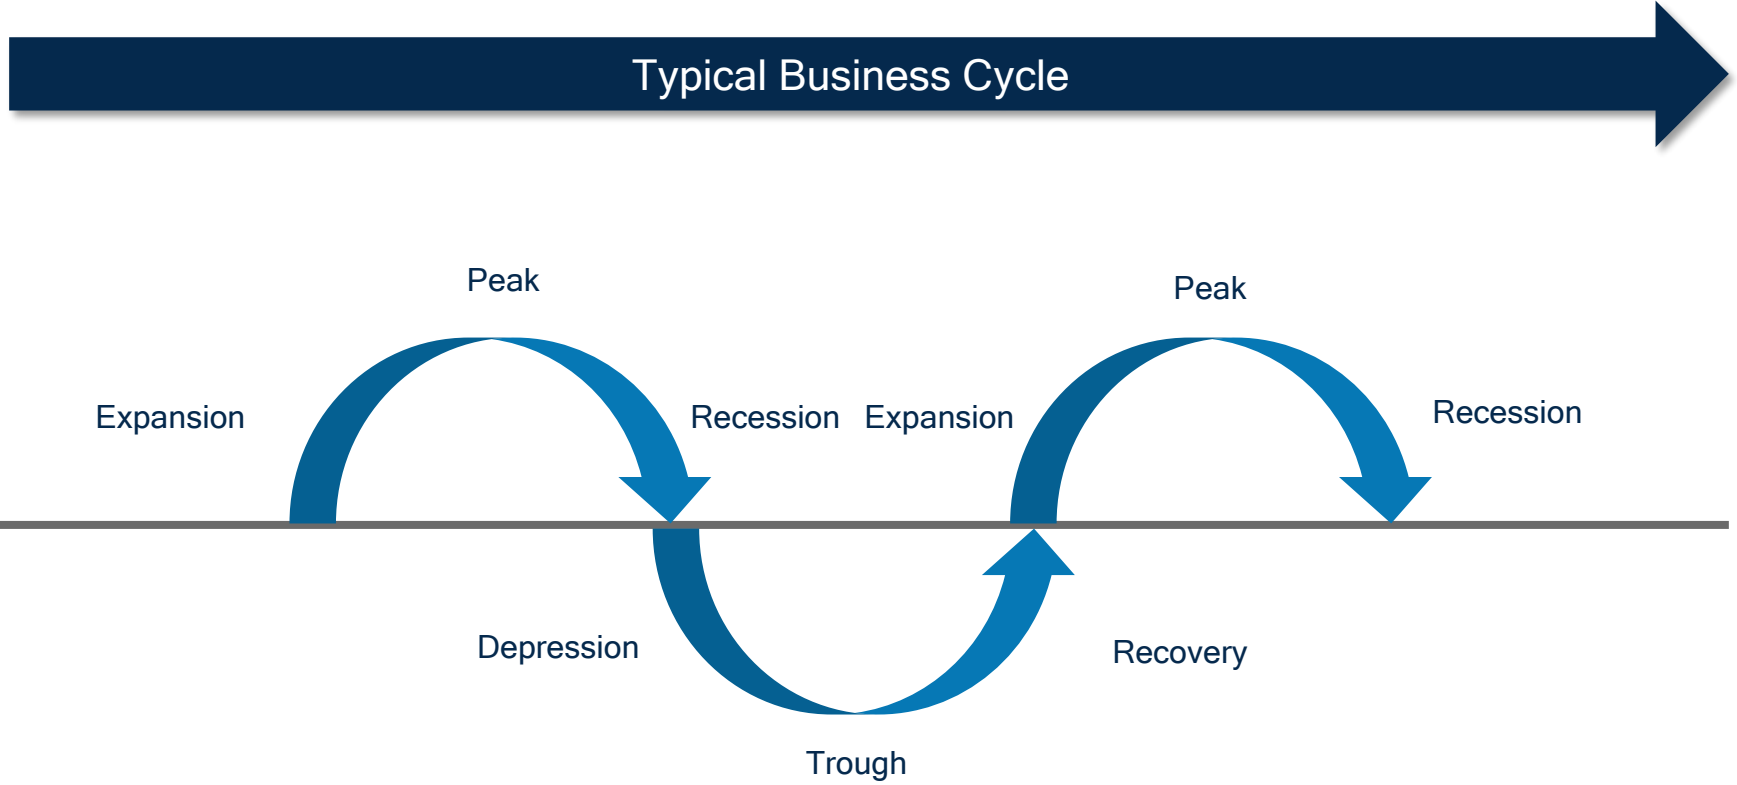 Typical Business Cycle
Peak
Peak
Expansion
Recession
Expansion
Recession
Depression
Recovery
Trough